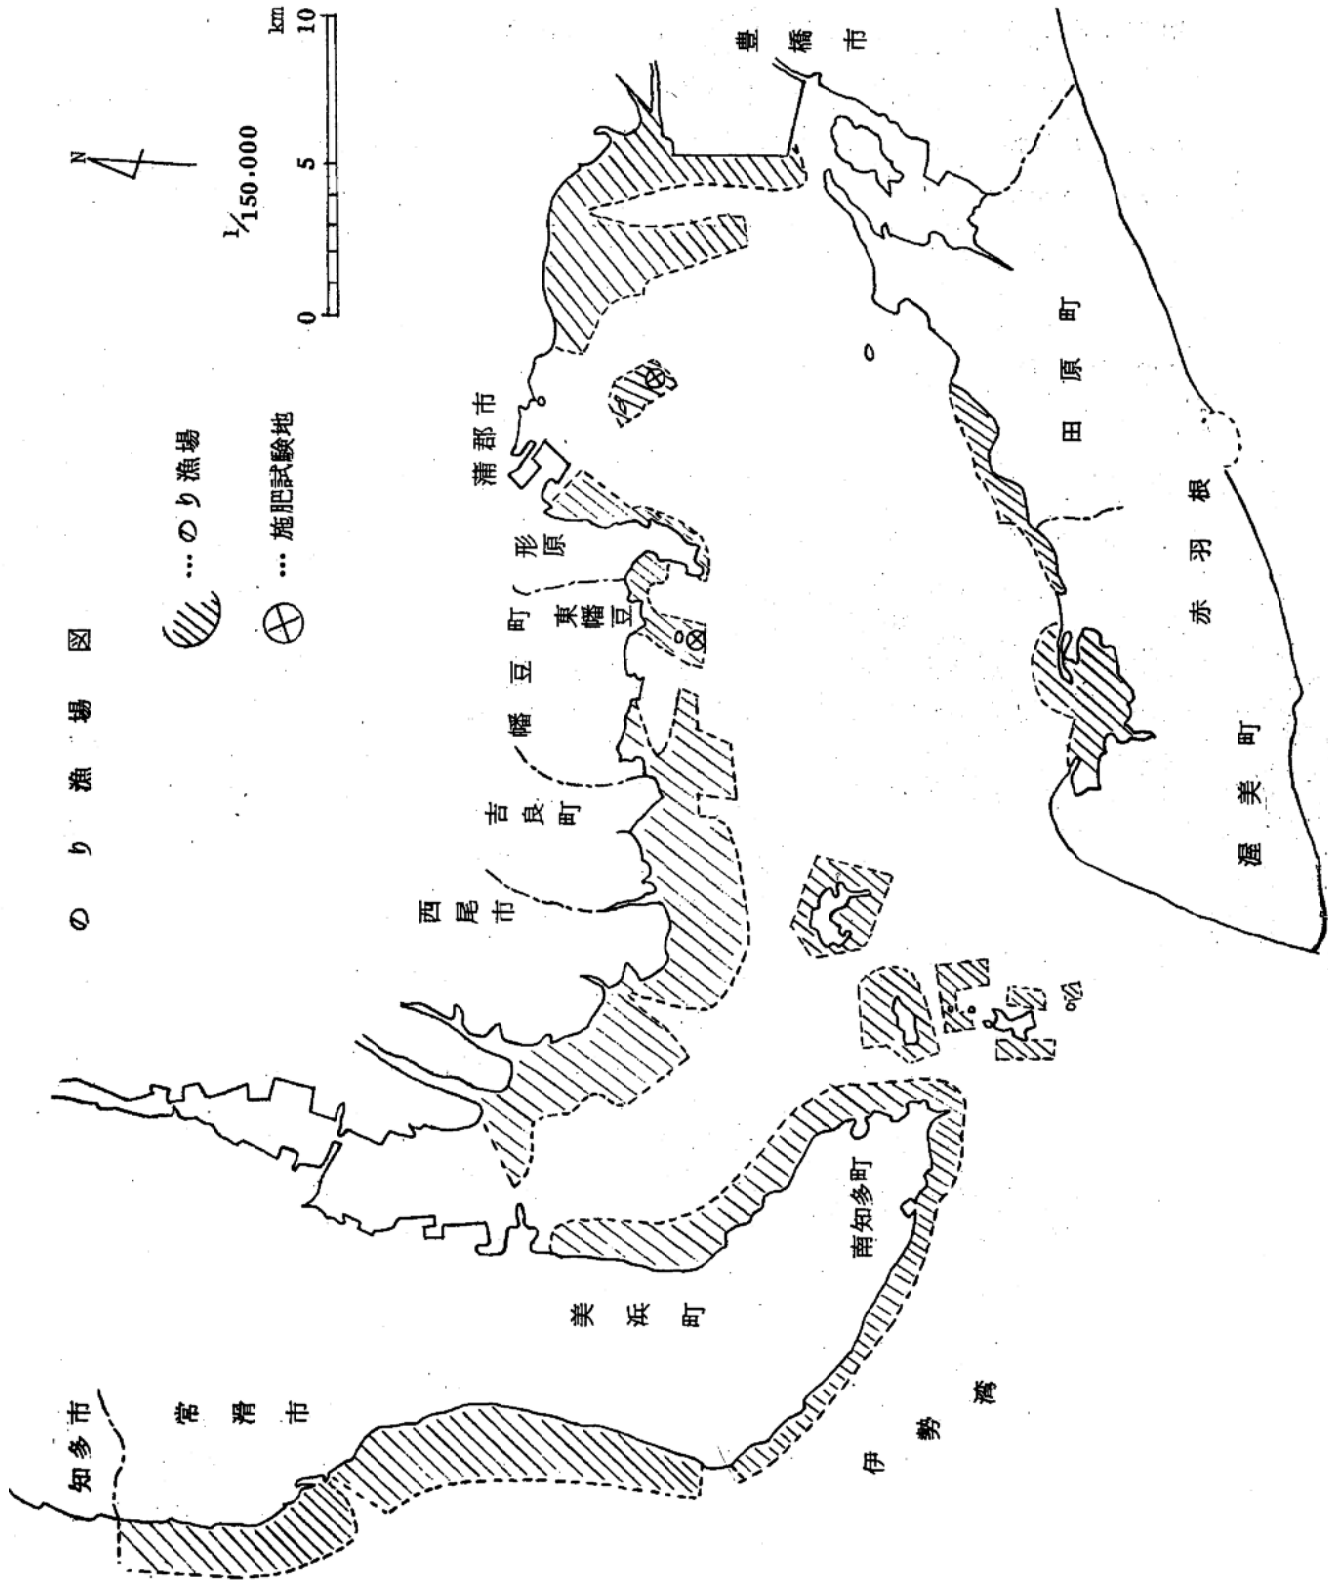 のり漁場図
N
1/150.000
0 5 10 km
…のり漁場
…施肥試験地
知多市
常滑市
美浜町
南知多町
伊勢湾
西尾市
吉良町
幡豆町
東幡豆
形原
蒲郡市
豊橋市
田原町
赤羽根
渥美町